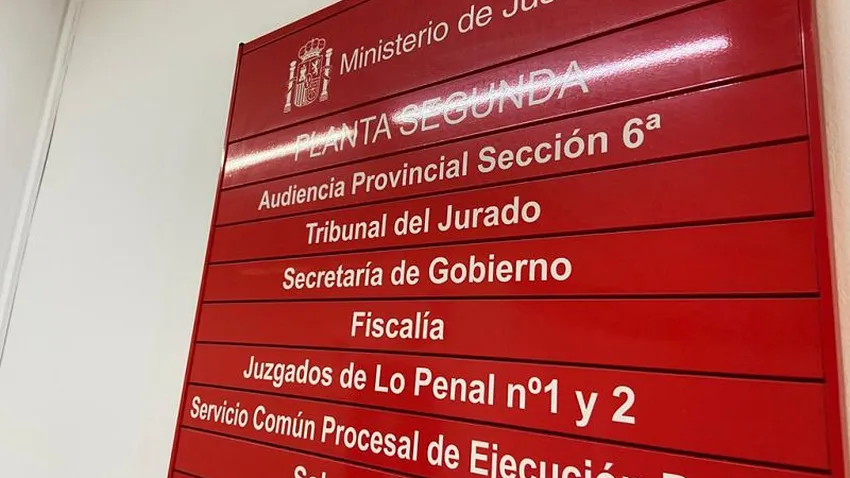 Ministerio de
PLANTA SEGUNDA
Audiencia Provincial Sección 6ª
Tribunal del Jurado
Secretaría de Gobierno
Fiscalía
Juzgados de Lo Penal nº1 y 2
Servicio Común Procesal de Ejecución